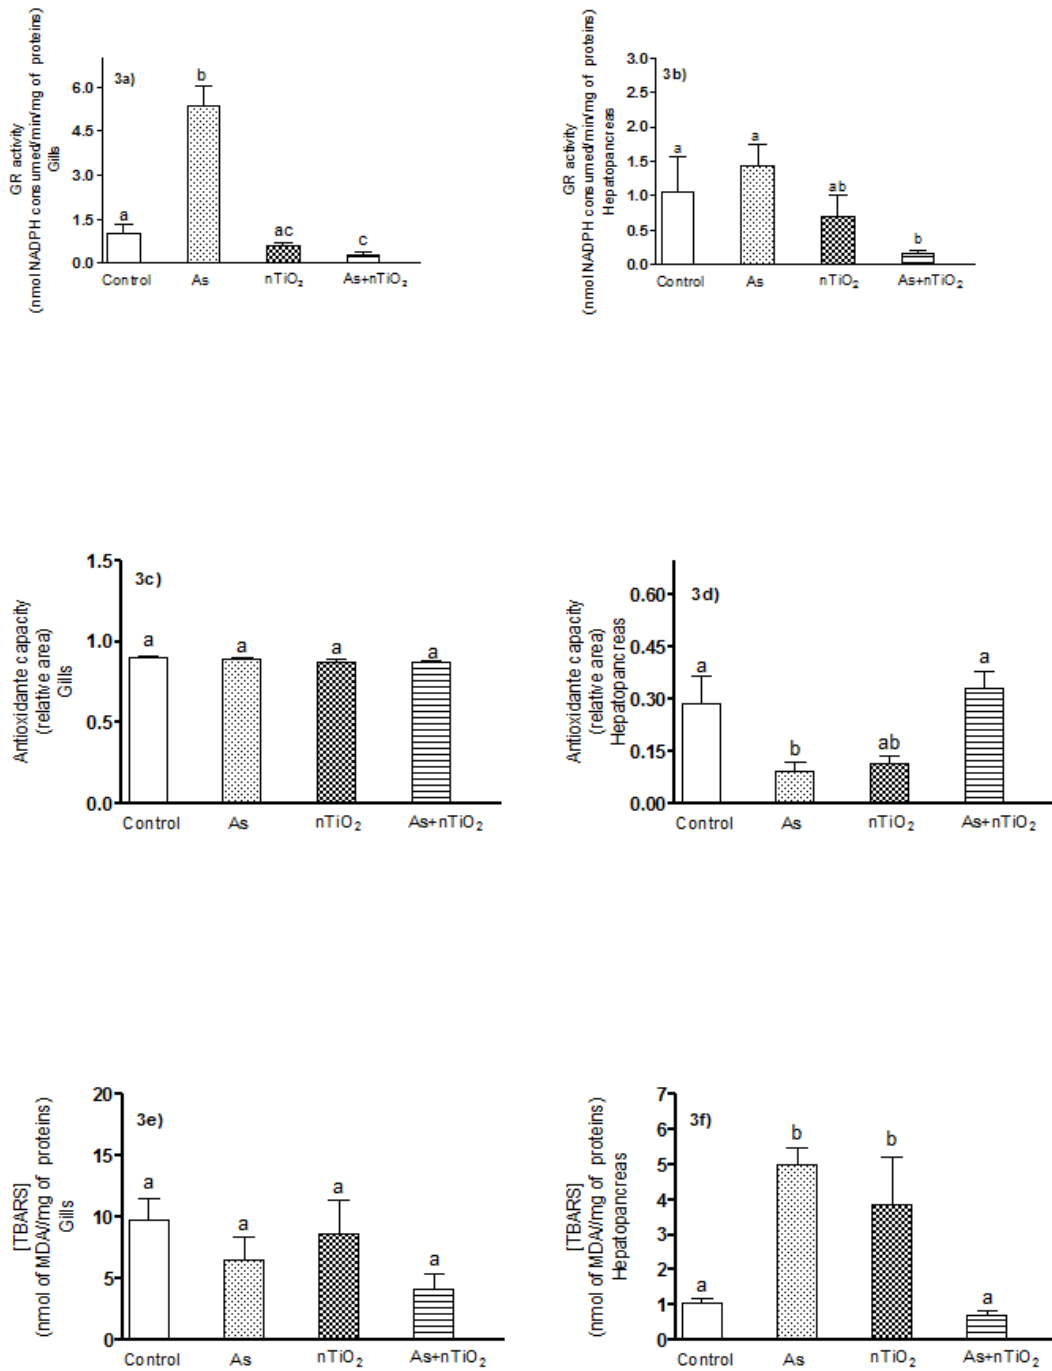 GR activity
(nmol NADPH consumed/min/mg of proteins)
Gills
3a)
6.0
4.5
3.0
1.5
0.0
a
b
ac
c
Control
As
nTiO₂
As+nTiO₂
GR activity
(nmol NADPH consumed/min/mg of proteins)
Hepatopancreas
3b)
3.0
2.5
2.0
1.5
1.0
0.5
0.0
a
a
ab
b
Control
As
nTiO₂
As+nTiO₂
Antioxidante capacity
(relative area)
Gills
3c)
1.5
1.0
0.5
0.0
a
a
a
a
Control
As
nTiO₂
As+nTiO₂
Antioxidante capacity
(relative area)
Hepatopancreas
3d)
0.60
0.45
0.30
0.15
0.00
a
b
ab
a
Control
As
nTiO₂
As+nTiO₂
[TBARS]
(nmol of MDA//mg of proteins)
Gills
3e)
20
15
10
5
0
a
a
a
a
Control
As
nTiO₂
As+nTiO₂
[TBARS]
(nmol of MDA//mg of proteins)
Hepatopancreas
3f)
7
6
5
4
3
2
1
0
a
b
b
a
Control
As
nTiO₂
As+nTiO₂